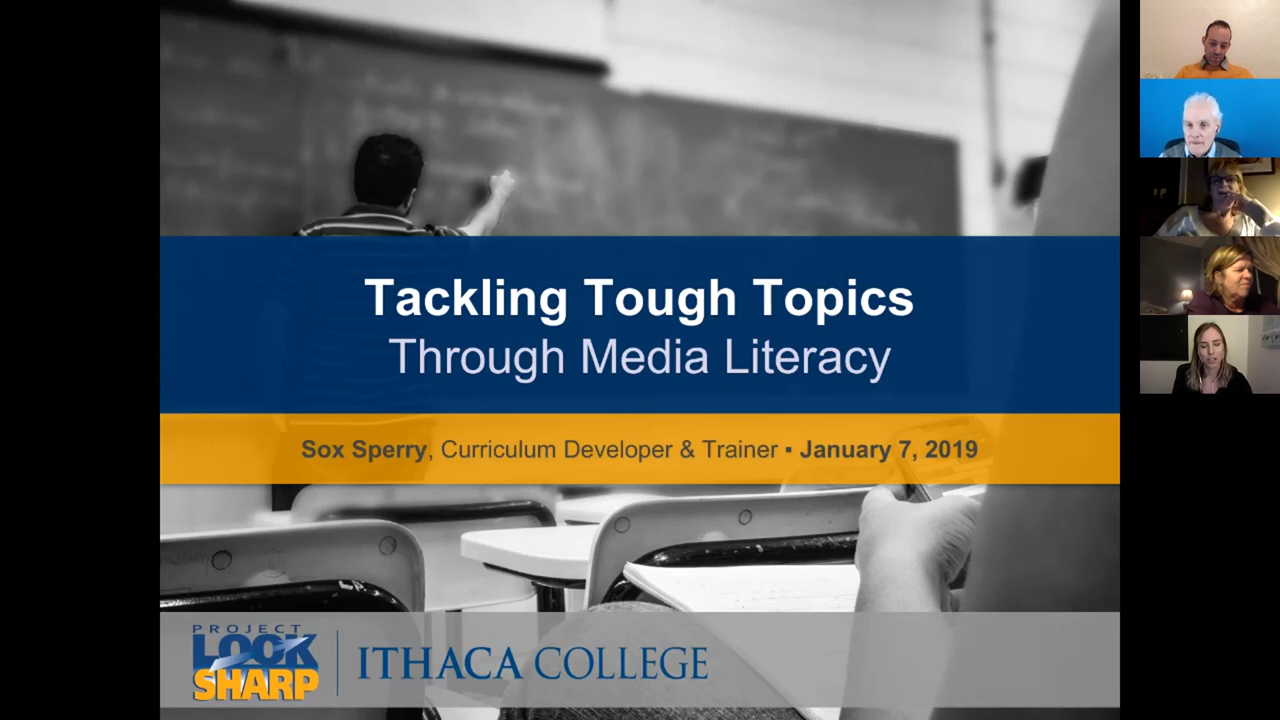 Tackling Tough Topics
Through Media Literacy
Sox Sperry, Curriculum Developer & Trainer ▪ January 7, 2019
PROJECT
LOOK
SHARP
ITHACA COLLEGE